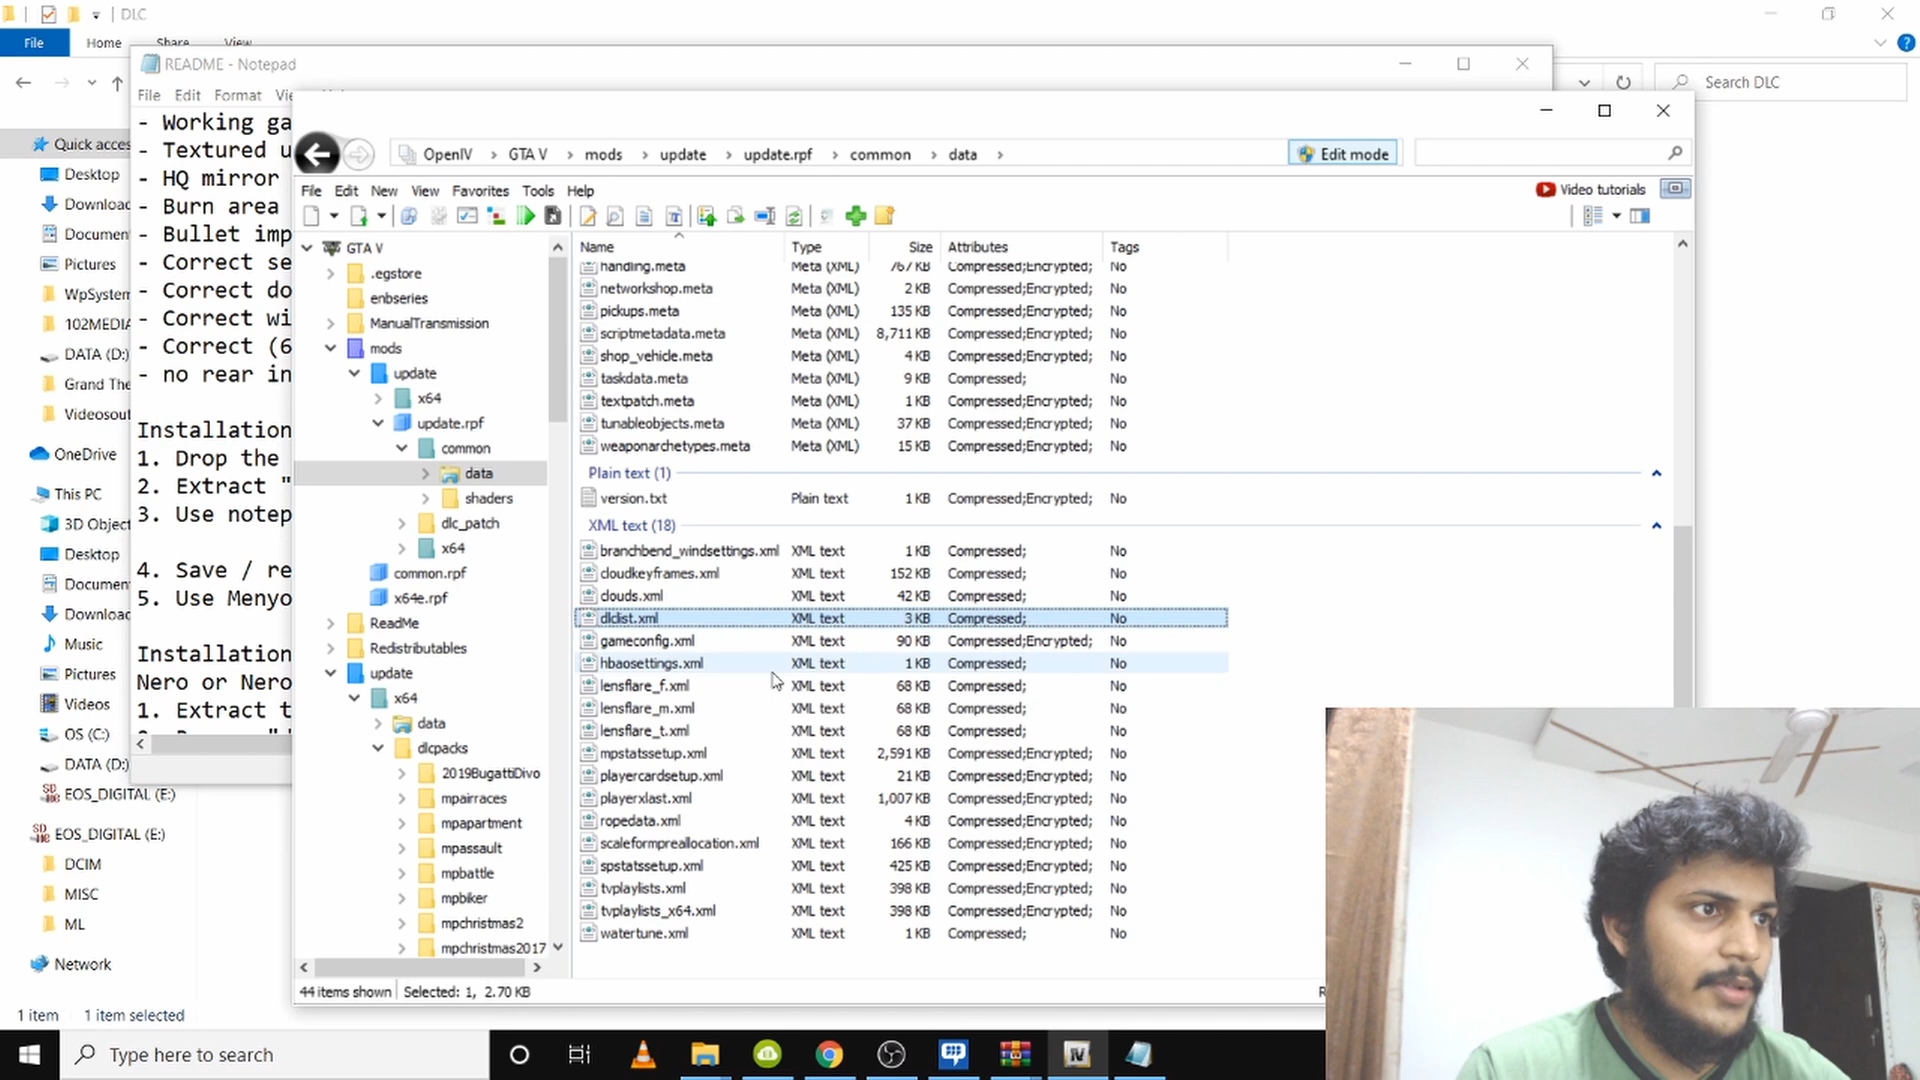 DLC
File
Home
Share
View
Search DLC
README - Notepad
File Edit Format
- Working ga
- Textured u
- HQ mirror
- Burn area
- Bullet imp
- Correct se
- Correct do
- Correct wi
- Correct (6
- no rear in
Installation
1. Drop the
2. Extract "
3. Use notep
4. Save / re
5. Use Menyo
Installation
Nero or Nero
1. Extract t
Quick acces
Desktop
Downloac
Documen
Pictures
WpSystem
102MEDIA
DATA (D:)
Grand The
Videosout
OneDrive
This PC
3D Object
Desktop
Documen
Downloac
Music
Pictures
Videos
OS (C:)
DATA (D:)
EOS_DIGITAL (E:)
EOS_DIGITAL (E:)
DCIM
MISC
ML
Network
1 item
1 item selected
OpenIV > GTA V > mods > update > update.rpf > common > data >
Edit mode
File Edit New View Favorites Tools Help
Video tutorials
GTA V
.egstore
enbseries
ManualTransmission
mods
update
x64
update.rpf
common
data
shaders
dlc_patch
x64
common.rpf
x64e.rpf
ReadMe
Redistributables
update
x64
data
dlcpacks
2019BugattiDivo
mpairraces
mpapartment
mpassault
mpbattle
mpbiker
mpchristmas2
mpchristmas2017
Name Type Size Attributes Tags
handling.meta Meta (XML) 767 KB Compressed;Encrypted; No
networkshop.meta Meta (XML) 2 KB Compressed;Encrypted; No
pickups.meta Meta (XML) 135 KB Compressed;Encrypted; No
scriptmetadata.meta Meta (XML) 8,711 KB Compressed;Encrypted; No
shop_vehicle.meta Meta (XML) 4 KB Compressed;Encrypted; No
taskdata.meta Meta (XML) 9 KB Compressed; No
textpatch.meta Meta (XML) 1 KB Compressed;Encrypted; No
tunableobjects.meta Meta (XML) 37 KB Compressed;Encrypted; No
weaponarchetypes.meta Meta (XML) 15 KB Compressed;Encrypted; No
Plain text (1)
version.txt Plain text 1 KB Compressed;Encrypted; No
XML text (18)
branchbend_windsettings.xml XML text 1 KB Compressed; No
cloudkeyframes.xml XML text 152 KB Compressed; No
clouds.xml XML text 42 KB Compressed; No
dlclist.xml XML text 3 KB Compressed; No
gameconfig.xml XML text 90 KB Compressed;Encrypted; No
hbaosettings.xml XML text 1 KB Compressed; No
lensflare_f.xml XML text 68 KB Compressed; No
lensflare_m.xml XML text 68 KB Compressed; No
lensflare_t.xml XML text 68 KB Compressed; No
mpstatssetup.xml XML text 2,591 KB Compressed;Encrypted; No
playercardsetup.xml XML text 21 KB Compressed;Encrypted; No
playerxlast.xml XML text 1,007 KB Compressed;Encrypted; No
ropedata.xml XML text 4 KB Compressed;Encrypted; No
scaleformpreallocation.xml XML text 166 KB Compressed;Encrypted; No
spstatssetup.xml XML text 425 KB Compressed;Encrypted; No
tvplaylists.xml XML text 398 KB Compressed;Encrypted; No
tvplaylists_x64.xml XML text 398 KB Compressed;Encrypted; No
watertune.xml XML text 1 KB Compressed; No
44 items shown
Selected: 1, 2.70 KB
Type here to search